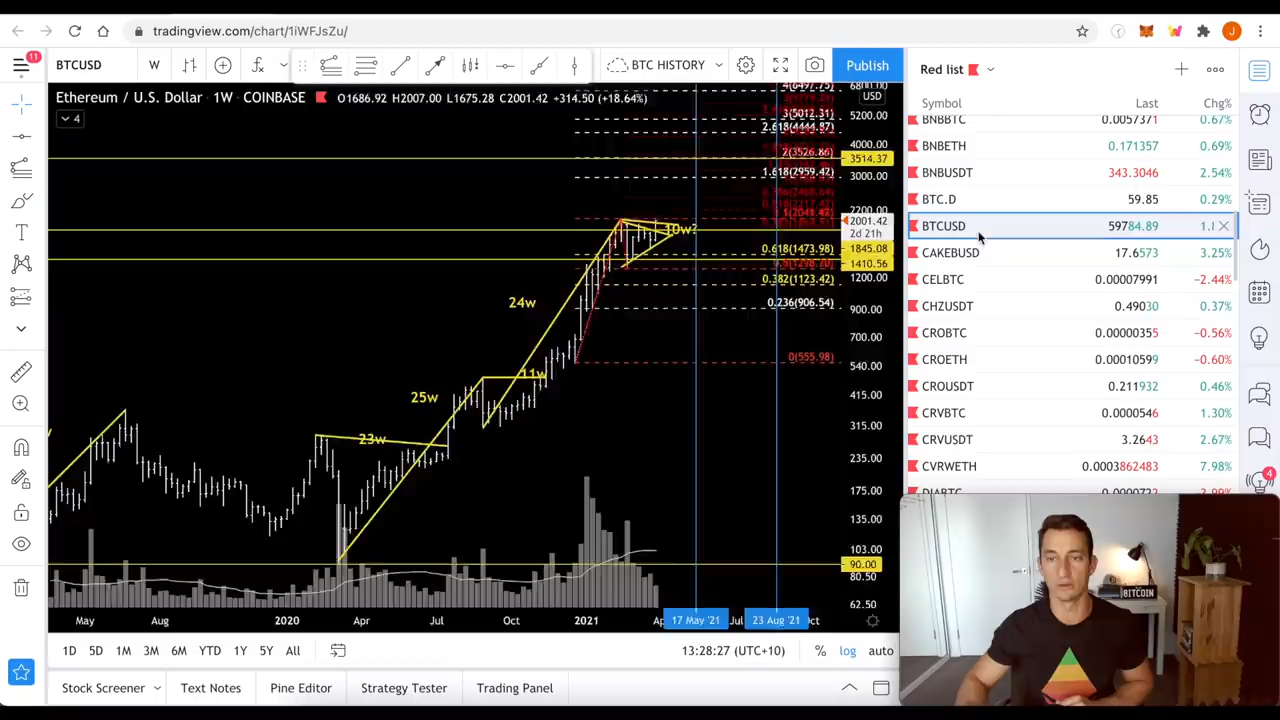 tradingview.com/chart/1iWFJsZu/
J
11
BTCUSD
W
BTC HISTORY
Publish
Red list
Ethereum / U.S. Dollar · 1W · COINBASE
O1686.92 H2007.00 L1675.28 C2001.42 +314.50 (+18.64%)
4
USD
Symbol Last Chg%
BNBBTC 0.0057371 0.67%
BNBETH 0.171357 0.69%
BNBUSDT 343.3046 2.54%
BTC.D 59.85 0.29%
BTCUSD 59784.89
CAKEBUSD 17.6573 3.25%
CELBTC 0.00007991 −2.44%
CHZUSDT 0.49030 0.37%
CROBTC 0.00000355 −0.56%
CROETH 0.00010599 −0.60%
CROUSDT 0.211932 0.46%
CRVBTC 0.0000546 1.30%
CRVUSDT 3.2643 2.67%
CVRWETH 0.0003862483 7.98%
4
3(5012.31)
5200.00
2.618(4444.87)
4000.00
2(3526.86)
3514.37
1.618(2959.42)
3000.00
1(2041.42)
2200.00
2001.42
2d 21h
10w?
1845.08
0.618(1473.98)
1410.56
0.382(1123.42)
1200.00
0.236(906.54)
900.00
700.00
0(555.98)
540.00
415.00
315.00
235.00
175.00
135.00
103.00
90.00
80.50
62.50
24w
11w
25w
23w
May Aug 2020 Apr Jul Oct 2021 17 May '21 23 Aug '21
1D 5D 1M 3M 6M YTD 1Y 5Y All
13:28:27 (UTC+10) % log auto
Stock Screener Text Notes Pine Editor Strategy Tester Trading Panel
BITCOIN